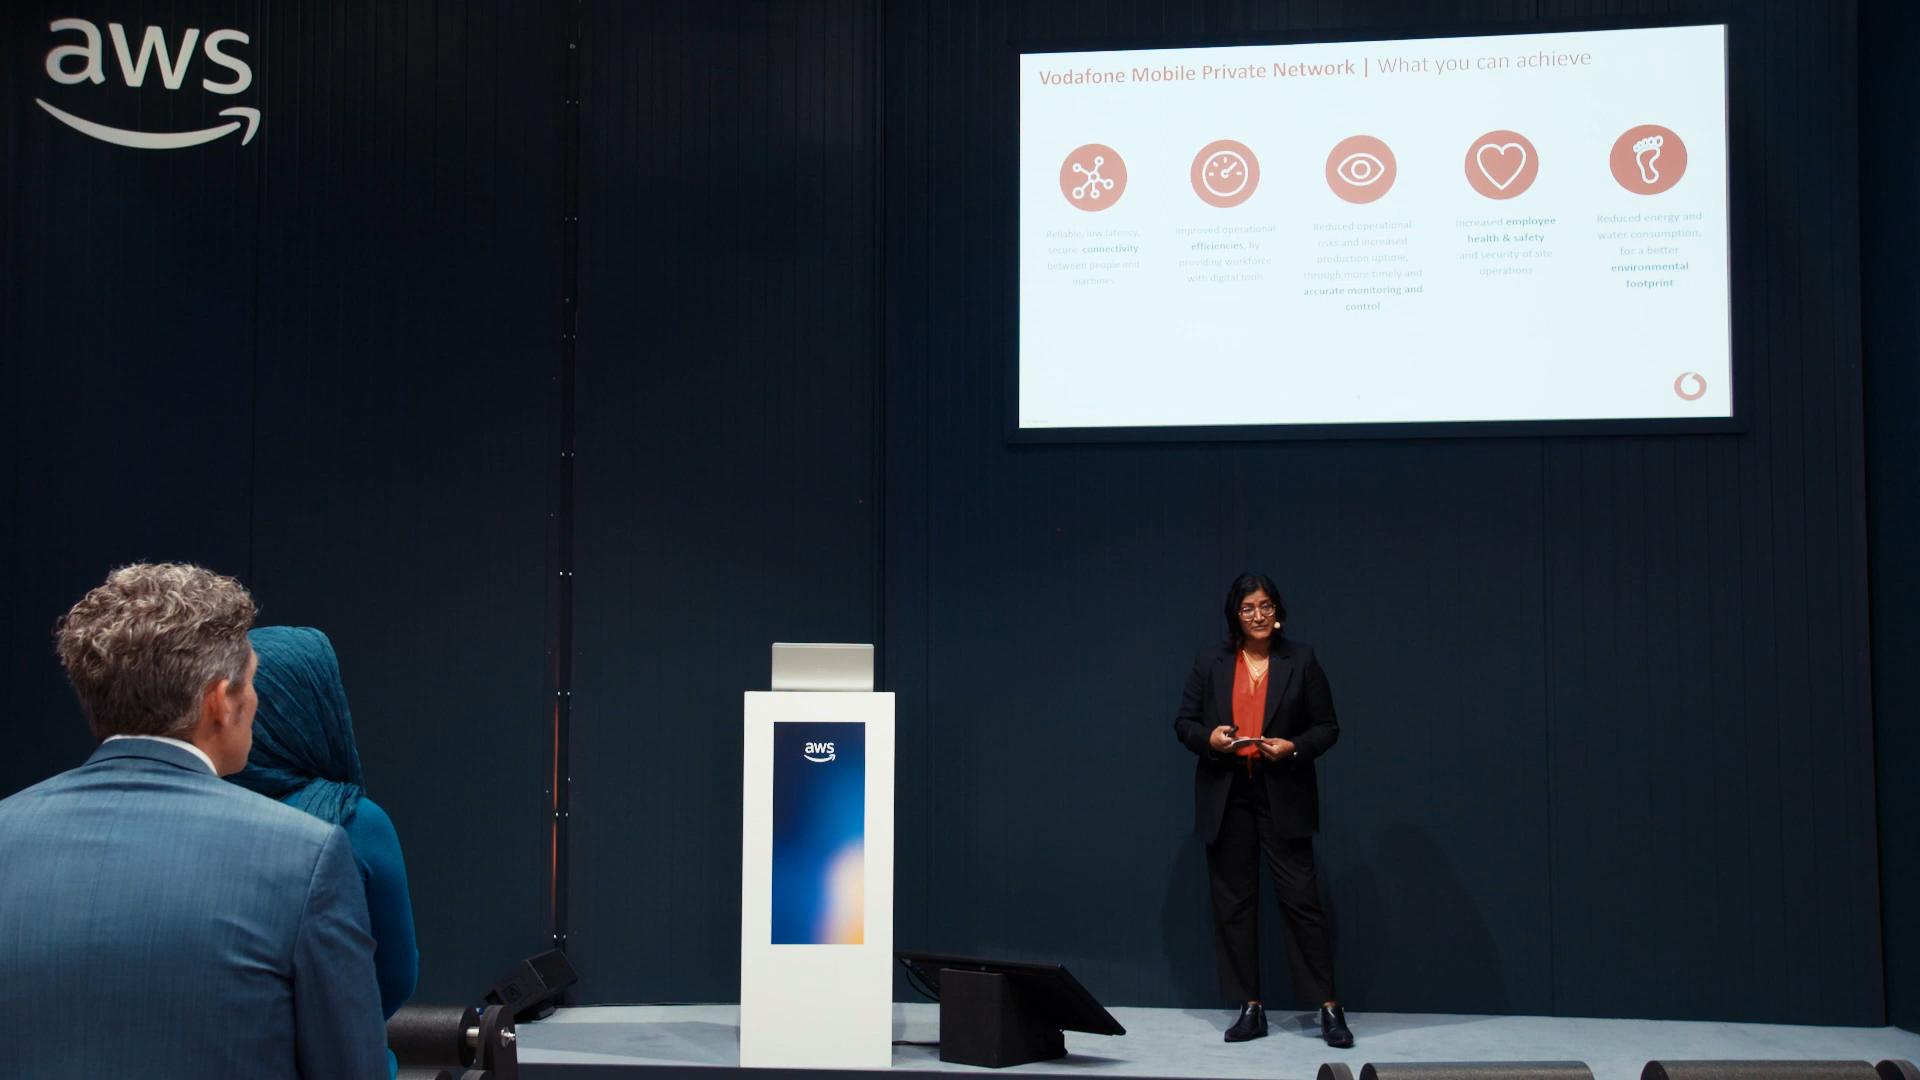 aws
Vodafone Mobile Private Network | What you can achieve
Reliable, low latency,
secure connectivity
between people and
machines
Improved operational
efficiencies, by
providing workforce
with digital tools
Reduced operational
risks and increased
production uptime,
through more timely and
accurate monitoring and
control
Increased employee
health & safety
and security of site
operations
Reduced energy and
water consumption,
for a better
environmental
footprint
aws